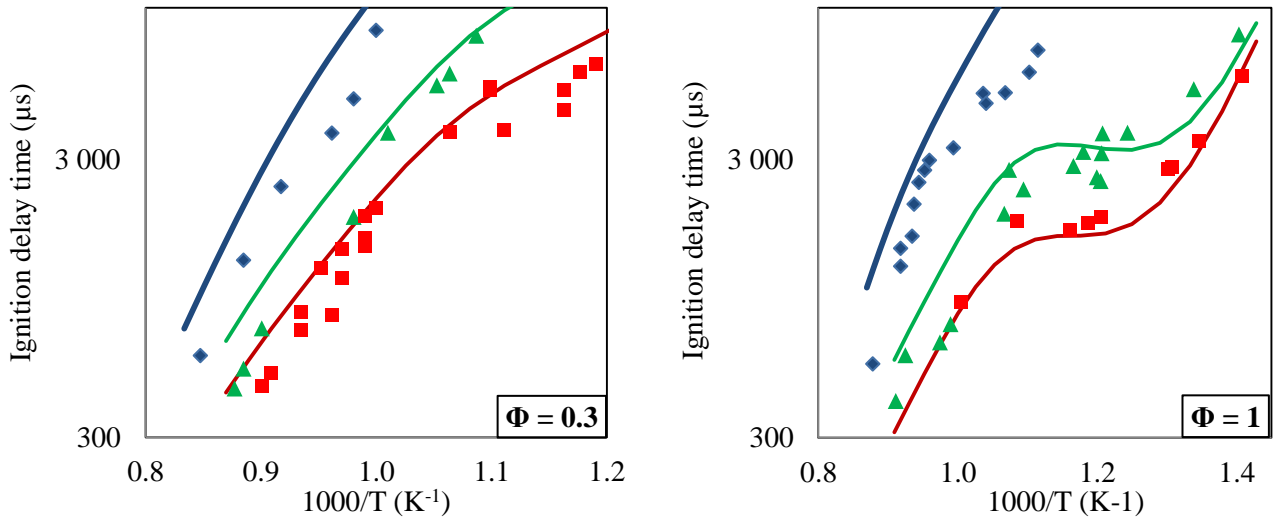 Ignition delay time (µs)
3 000
300
0.8 0.9 1.0 1.1 1.2
1000/T (K-1)
Φ = 0.3
Ignition delay time (µs)
3 000
300
0.8 1.0 1.2 1.4
1000/T (K-1)
Φ = 1